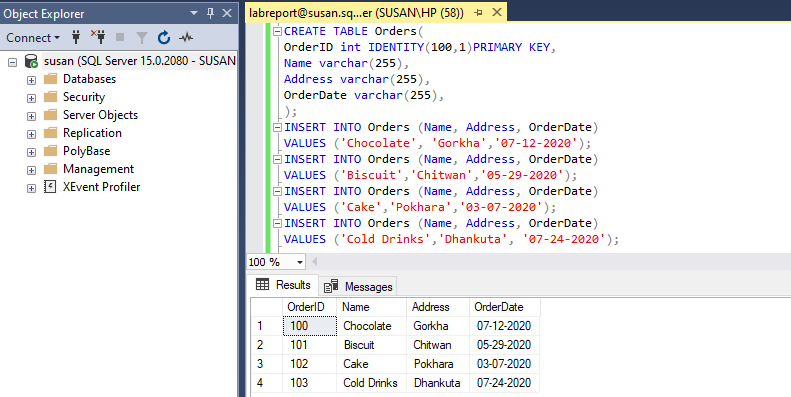 Object Explorer
Connect
susan (SQL Server 15.0.2080 - SUSAN
Databases
Security
Server Objects
Replication
PolyBase
Management
XEvent Profiler
labreport@susan.sq...er (SUSAN\HP (58))
CREATE TABLE Orders(
OrderID int IDENTITY(100,1)PRIMARY KEY,
Name varchar(255),
Address varchar(255),
OrderDate varchar(255),
);
INSERT INTO Orders (Name, Address, OrderDate)
VALUES ('Chocolate', 'Gorkha','07-12-2020');
INSERT INTO Orders (Name, Address, OrderDate)
VALUES ('Biscuit','Chitwan','05-29-2020');
INSERT INTO Orders (Name, Address, OrderDate)
VALUES ('Cake','Pokhara','03-07-2020');
INSERT INTO Orders (Name, Address, OrderDate)
VALUES ('Cold Drinks','Dhankuta', '07-24-2020');
100 %
Results Messages
OrderID Name Address OrderDate
1 100 Chocolate Gorkha 07-12-2020
2 101 Biscuit Chitwan 05-29-2020
3 102 Cake Pokhara 03-07-2020
4 103 Cold Drinks Dhankuta 07-24-2020